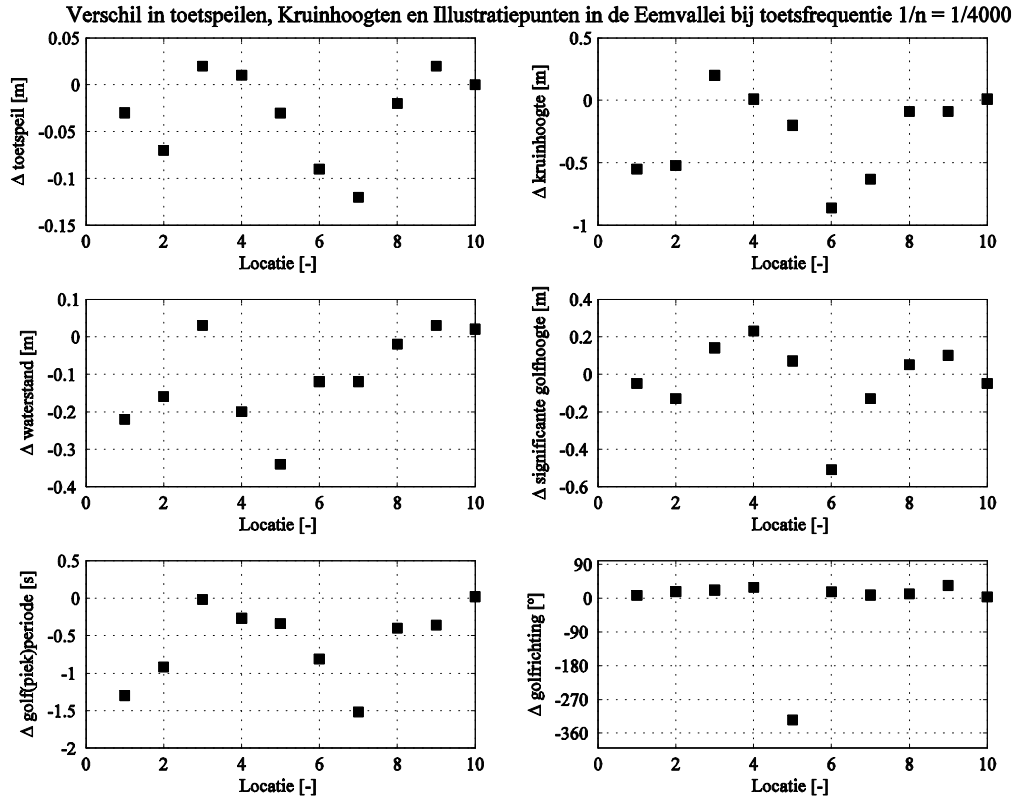 Verschil in toetspeilen, Kruinhoogten en Illustratiepunten in de Eemvallei bij toetsfrequentie 1/n = 1/4000
0.05
0
-0.05
-0.1
-0.15
Δ toetspeil [m]
0 2 4 6 8 10
Locatie [-]
0.5
0
-0.5
-1
Δ kruinhoogte [m]
0 2 4 6 8 10
Locatie [-]
0.1
0
-0.1
-0.2
-0.3
-0.4
Δ waterstand [m]
0 2 4 6 8 10
Locatie [-]
0.4
0.2
0
-0.2
-0.4
-0.6
Δ significante golfhoogte [m]
0 2 4 6 8 10
Locatie [-]
0.5
0
-0.5
-1
-1.5
-2
Δ golf(piek)periode [s]
0 2 4 6 8 10
Locatie [-]
90
0
-90
-180
-270
-360
Δ golfrichting [°]
0 2 4 6 8 10
Locatie [-]